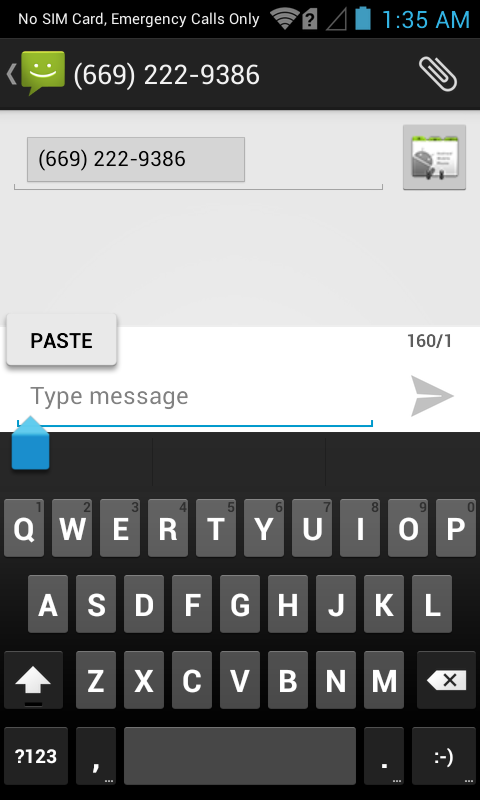 No SIM Card, Emergency Calls Only 1:35 AM
(669) 222-9386
(669) 222-9386
PASTE 160/1
Type message
Q 1 W 2 E 3 R 4 T 5 Y 6 U 7 I 8 O 9 P 0
A S D F G H J K L
Z X C V B N M
?123 , ... . ... :-) ...